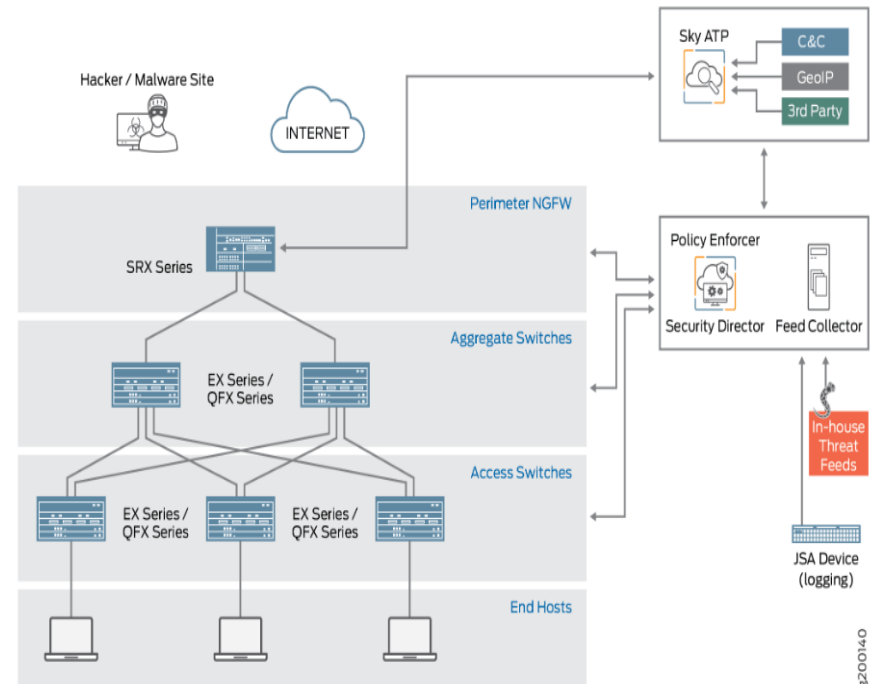 Sky ATP
C&C
GeoIP
3rd Party
Hacker / Malware Site
INTERNET
Perimeter NGFW
SRX Series
Policy Enforcer
Security Director
Feed Collector
Aggregate Switches
EX Series /
QFX Series
In-house
Threat
Feeds
Access Switches
EX Series /
QFX Series
EX Series /
QFX Series
JSA Device
(logging)
End Hosts
g200140